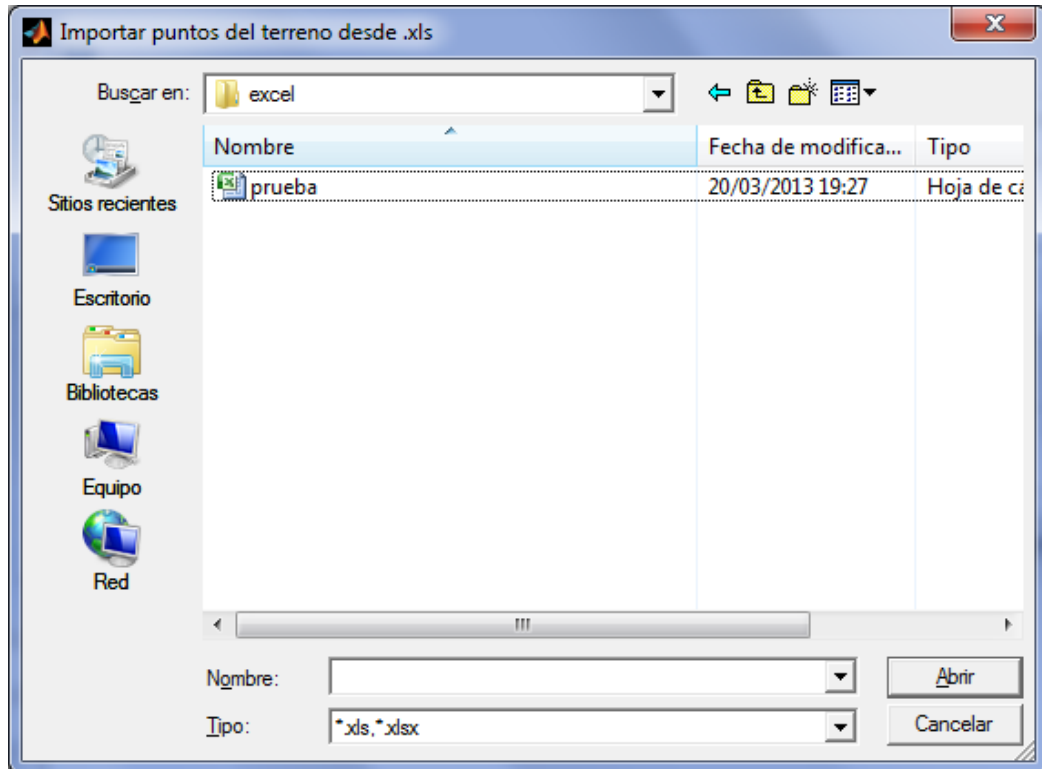 Importar puntos del terreno desde .xls
Buscar en: excel
Nombre Fecha de modifica... Tipo
prueba 20/03/2013 19:27 Hoja de cá
Sitios recientes
Escritorio
Bibliotecas
Equipo
Red
Nombre: Abrir
Tipo: *.xls,*.xlsx Cancelar